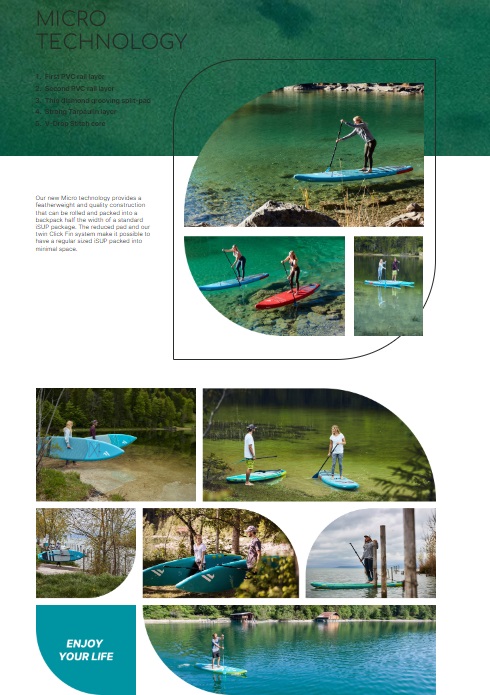 MICRO
TECHNOLOGY
1. First PVC rail layer
2. Second PVC rail layer
3. Thin diamond grooving split pad
4. Strong Zeroback layer
5. V-Drop Stitch core
Our new Micro technology provides a
featherweight and quality construction
that can be rolled and packed into a
backpack half the width of a standard
iSUP package. The reduced pad and our
twin Click Fin system make it possible to
have a regular sized iSUP packed into
minimal space.
ENJOY
YOUR LIFE